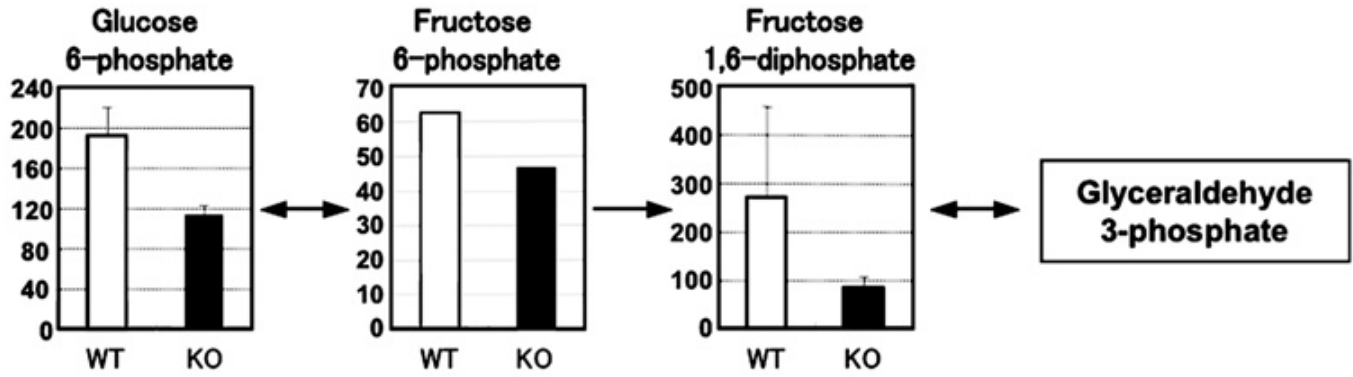 Glucose
6-phosphate
240
200
160
120
80
40
0
WT KO
Fructose
6-phosphate
70
60
50
40
30
20
10
0
WT KO
Fructose
1,6-diphosphate
500
400
300
200
100
0
WT KO
Glyceraldehyde
3-phosphate